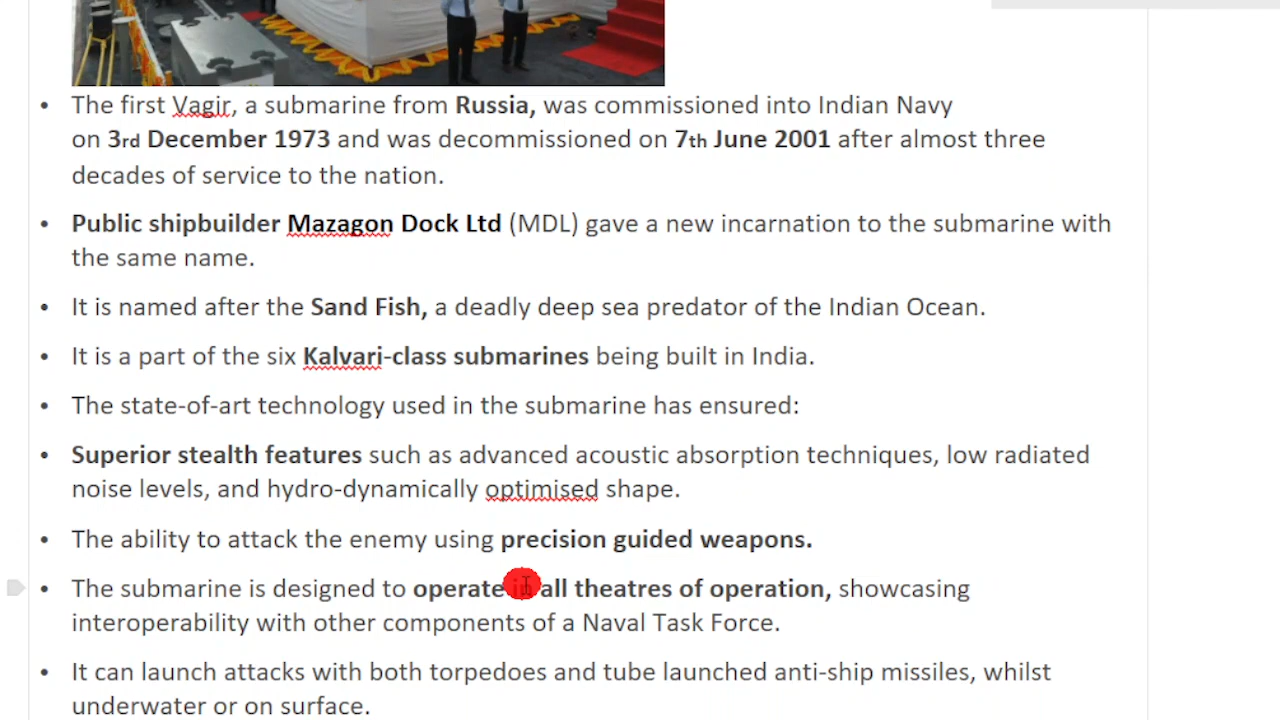 The first Vagir, a submarine from Russia, was commissioned into Indian Navy
on 3rd December 1973 and was decommissioned on 7th June 2001 after almost three
decades of service to the nation.
Public shipbuilder Mazagon Dock Ltd (MDL) gave a new incarnation to the submarine with
the same name.
It is named after the Sand Fish, a deadly deep sea predator of the Indian Ocean.
It is a part of the six Kalvari-class submarines being built in India.
The state-of-art technology used in the submarine has ensured:
Superior stealth features such as advanced acoustic absorption techniques, low radiated
noise levels, and hydro-dynamically optimised shape.
The ability to attack the enemy using precision guided weapons.
The submarine is designed to operate in all theatres of operation, showcasing
interoperability with other components of a Naval Task Force.
It can launch attacks with both torpedoes and tube launched anti-ship missiles, whilst
underwater or on surface.